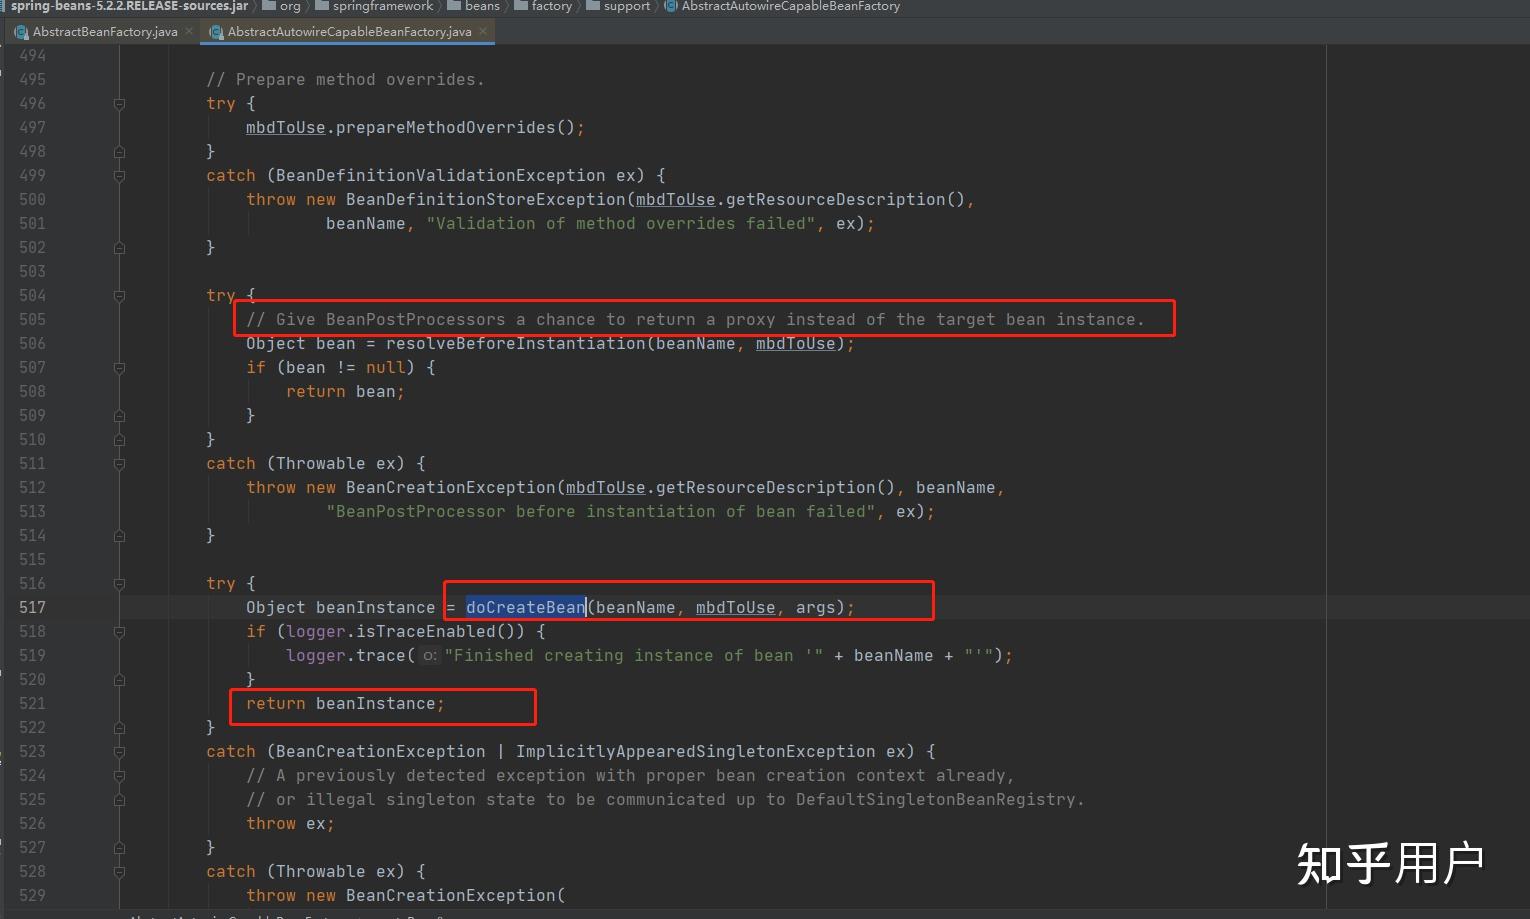 spring-beans-5.2.2.RELEASE-sources.jar org springframework beans factory support AbstractAutowireCapableBeanFactory
AbstractBeanFactory.java AbstractAutowireCapableBeanFactory.java
494
495 // Prepare method overrides.
496 try {
497 mbdToUse.prepareMethodOverrides();
498 }
499 catch (BeanDefinitionValidationException ex) {
500 throw new BeanDefinitionStoreException(mbdToUse.getResourceDescription(),
501 beanName, "Validation of method overrides failed", ex);
502 }
503
504 try {
505 // Give BeanPostProcessors a chance to return a proxy instead of the target bean instance.
506 Object bean = resolveBeforeInstantiation(beanName, mbdToUse);
507 if (bean != null) {
508 return bean;
509 }
510 }
511 catch (Throwable ex) {
512 throw new BeanCreationException(mbdToUse.getResourceDescription(), beanName,
513 "BeanPostProcessor before instantiation of bean failed", ex);
514 }
515
516 try {
517 Object beanInstance = doCreateBean(beanName, mbdToUse, args);
518 if (logger.isTraceEnabled()) {
519 logger.trace( o: "Finished creating instance of bean '" + beanName + "'");
520 }
521 return beanInstance;
522 }
523 catch (BeanCreationException | ImplicitlyAppearedSingletonException ex) {
524 // A previously detected exception with proper bean creation context already,
525 // or illegal singleton state to be communicated up to DefaultSingletonBeanRegistry.
526 throw ex;
527 }
528 catch (Throwable ex) {
529 throw new BeanCreationException(
知乎用户